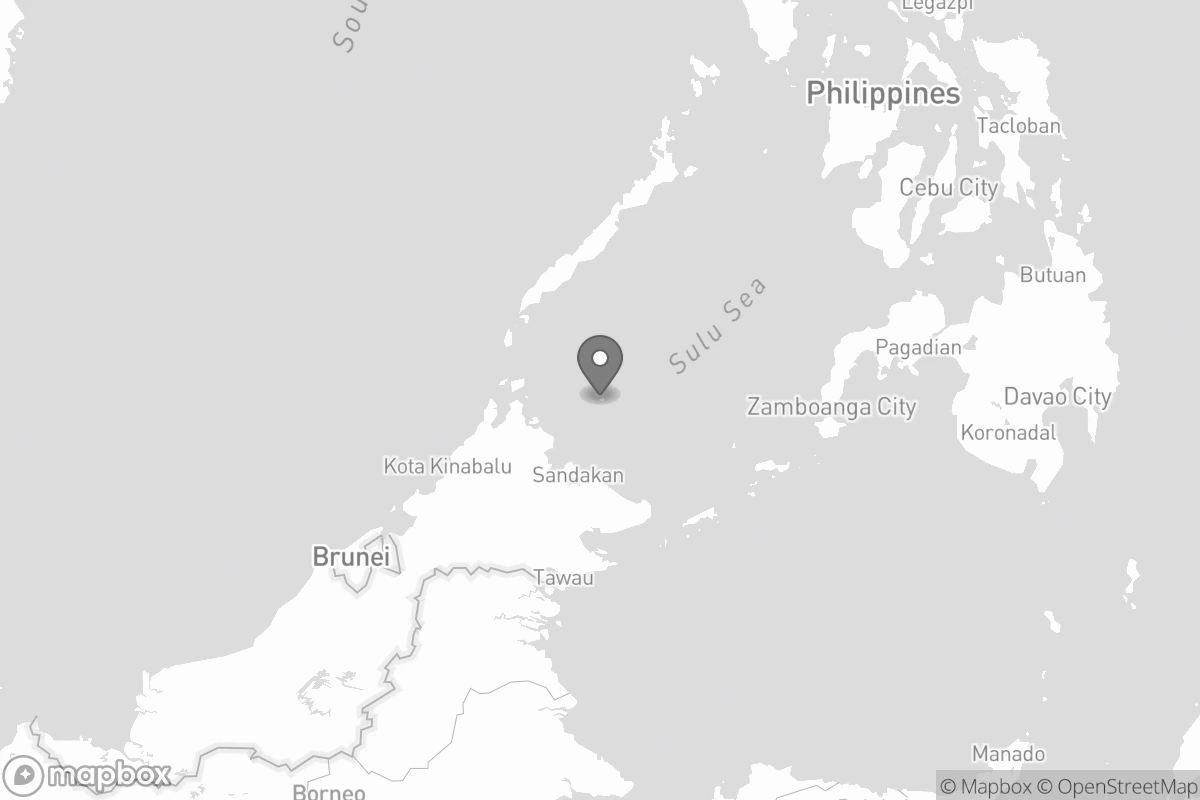 Legazpi
Sou
Philippines
Tacloban
Cebu City
Butuan
Sulu Sea
Pagadian
Davao City
Zamboanga City
Koronadal
Kota Kinabalu
Sandakan
Brunei
Tawau
Manado
mapbox
© Mapbox © OpenStreetMap
Borneo